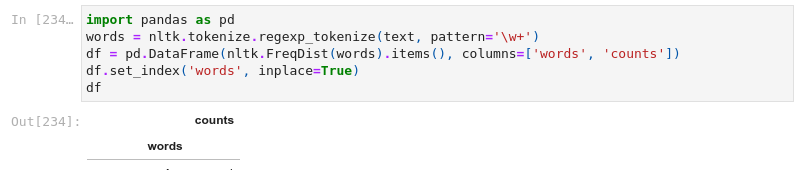 In [234…
import pandas as pd
words = nltk.tokenize.regexp_tokenize(text, pattern='\w+')
df = pd.DataFrame(nltk.FreqDist(words).items(), columns=['words', 'counts'])
df.set_index('words', inplace=True)
df
Out[234]:
counts
words